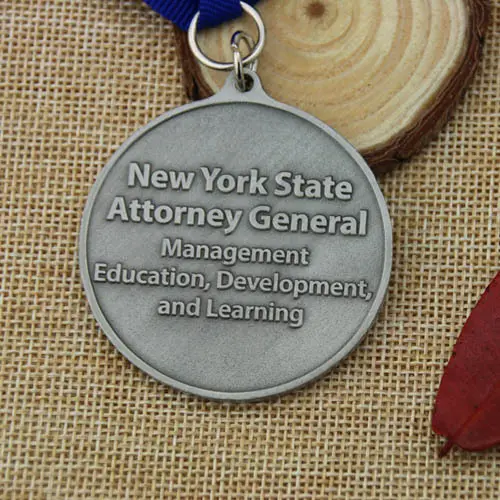 New York State
Attorney General
Management
Education, Development,
and Learning